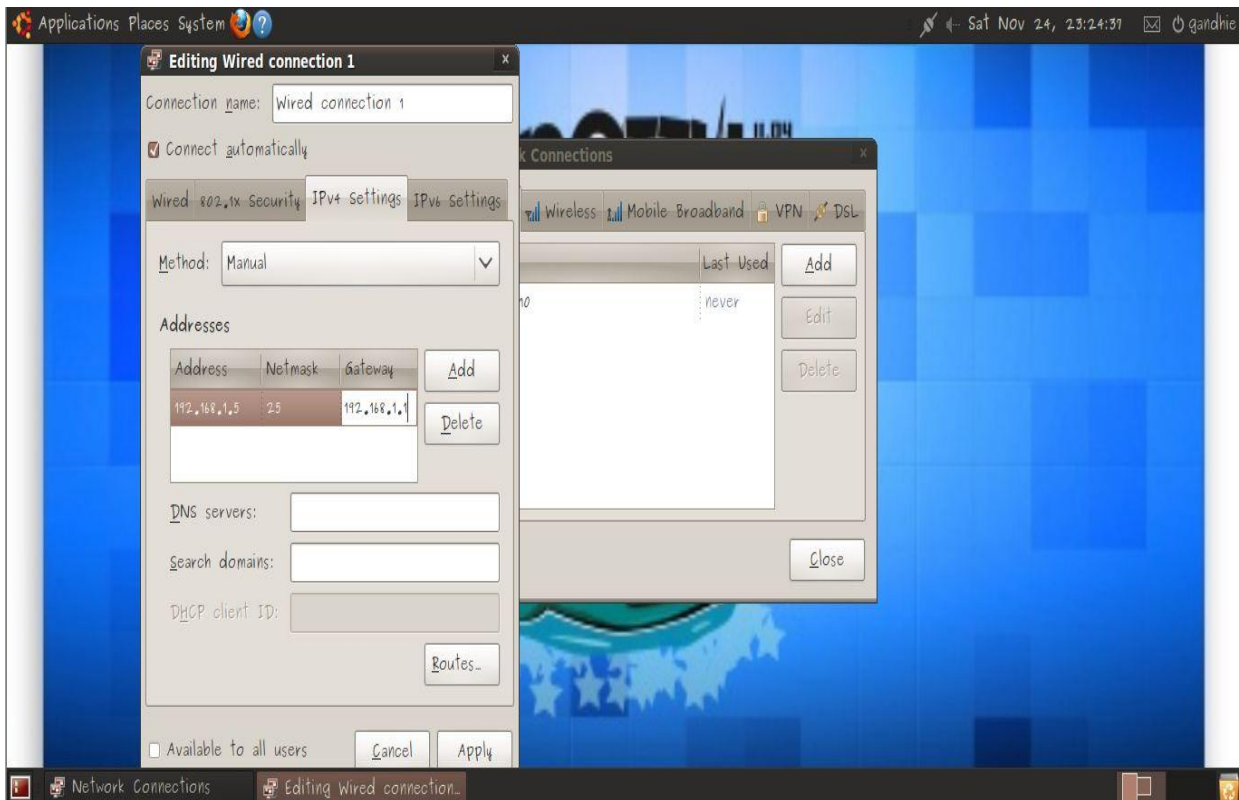 Applications Places System
Sat Nov 24, 23:24:37 gandhie
Editing Wired connection 1
Connection name: Wired connection 1
Connect automatically
Wired 802.1x Security IPv4 Settings IPv6 Settings
Method: Manual
Addresses
Address Netmask Gateway
192.168.1.5 25 192.168.1.1
Add
Delete
DNS servers:
Search domains:
DHCP client ID:
Routes…
Available to all users Cancel Apply
k Connections
Wireless Mobile Broadband VPN DSL
Last Used
never
Add
Edit
Delete
Close
Network Connections Editing Wired connection…